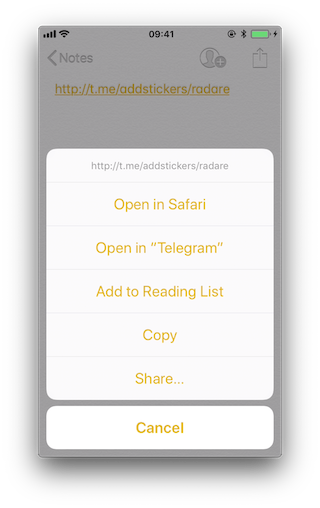 09:41
Notes
http://t.me/addstickers/radare
http://t.me/addstickers/radare
Open in Safari
Open in “Telegram”
Add to Reading List
Copy
Share...
Cancel